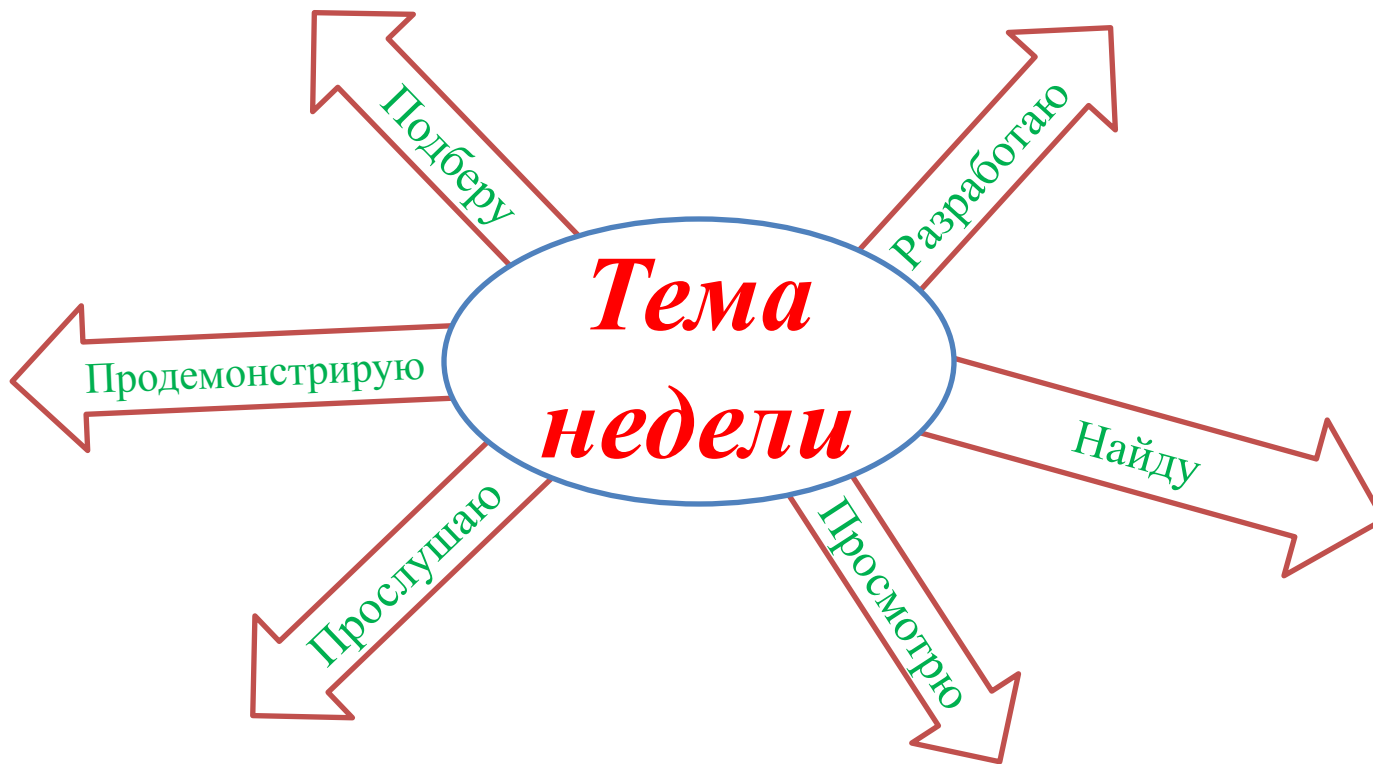 Подберу
Разработаю
Тема
недели
Продемонстрирую
Найду
Прослушаю
Просмотрю